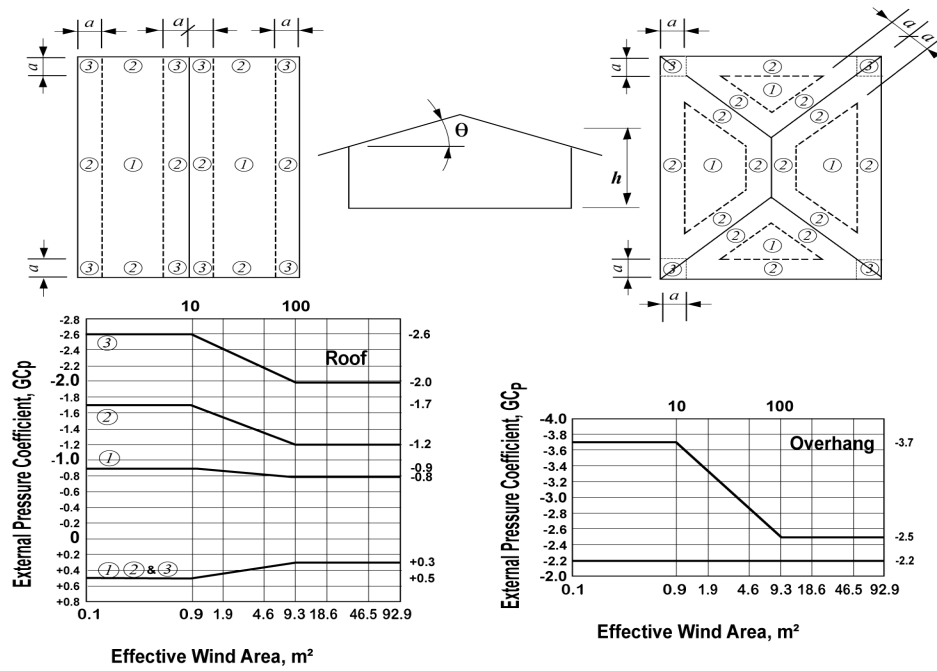 a a a
a a
a
a ③ ② ③ ③ ② ③
② ① ② ② ① ②
a ③ ② ③ ③ ② ③
θ
h
a ③ ② ③
② ① ②
② ②
② ① ② ② ① ②
② ②
② ① ②
a ③ ② ③
a
10 100
External Pressure Coefficient, GCp
Roof
-2.8
-2.6 ③ -2.6
-2.4
-2.2
-2.0 -2.0
-1.8
-1.6 ② -1.7
-1.4
-1.2 -1.2
-1.0
-0.8 ① -0.9
-0.8
-0.6
-0.4
-0.2
0
+0.2
+0.4 ① ② & ③ +0.3
+0.6 +0.5
+0.8
0.1 0.9 1.9 4.6 9.3 18.6 46.5 92.9
Effective Wind Area, m²
10 100
External Pressure Coefficient, GCP
Overhang
-4.0
-3.8 -3.7
-3.6
-3.4
-3.2
-3.0
-2.8
-2.6 -2.5
-2.4
-2.2 -2.2
-2.0
0.1 0.9 1.9 4.6 9.3 18.6 46.5 92.9
Effective Wind Area, m²